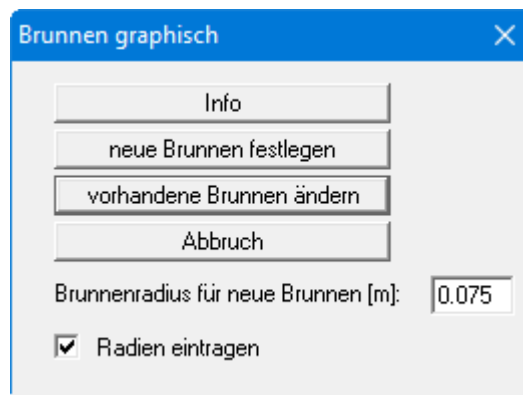 Brunnen graphisch
Info
neue Brunnen festlegen
vorhandene Brunnen ändern
Abbruch
Brunnenradius für neue Brunnen [m]: 0.075
Radien eintragen